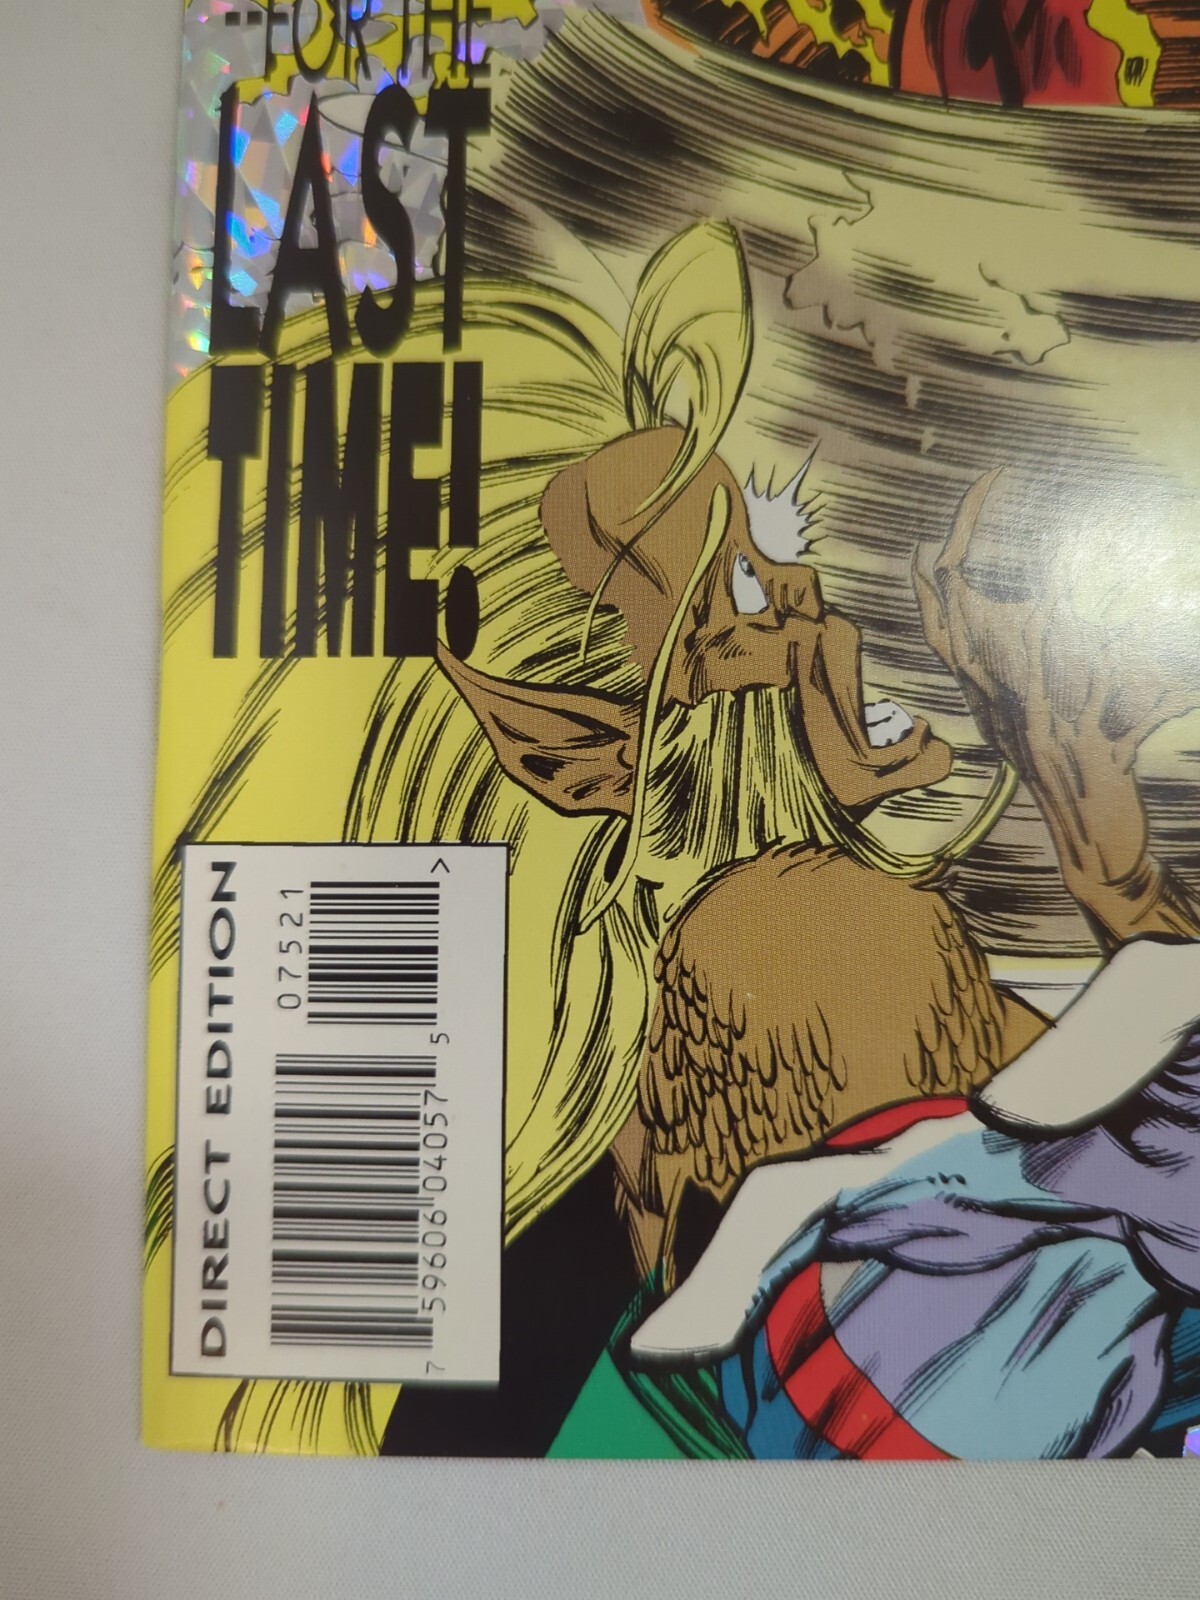 --FOR THE
LAST
TIME!
DIRECT EDITION
07521
7 59606 04057 5 >